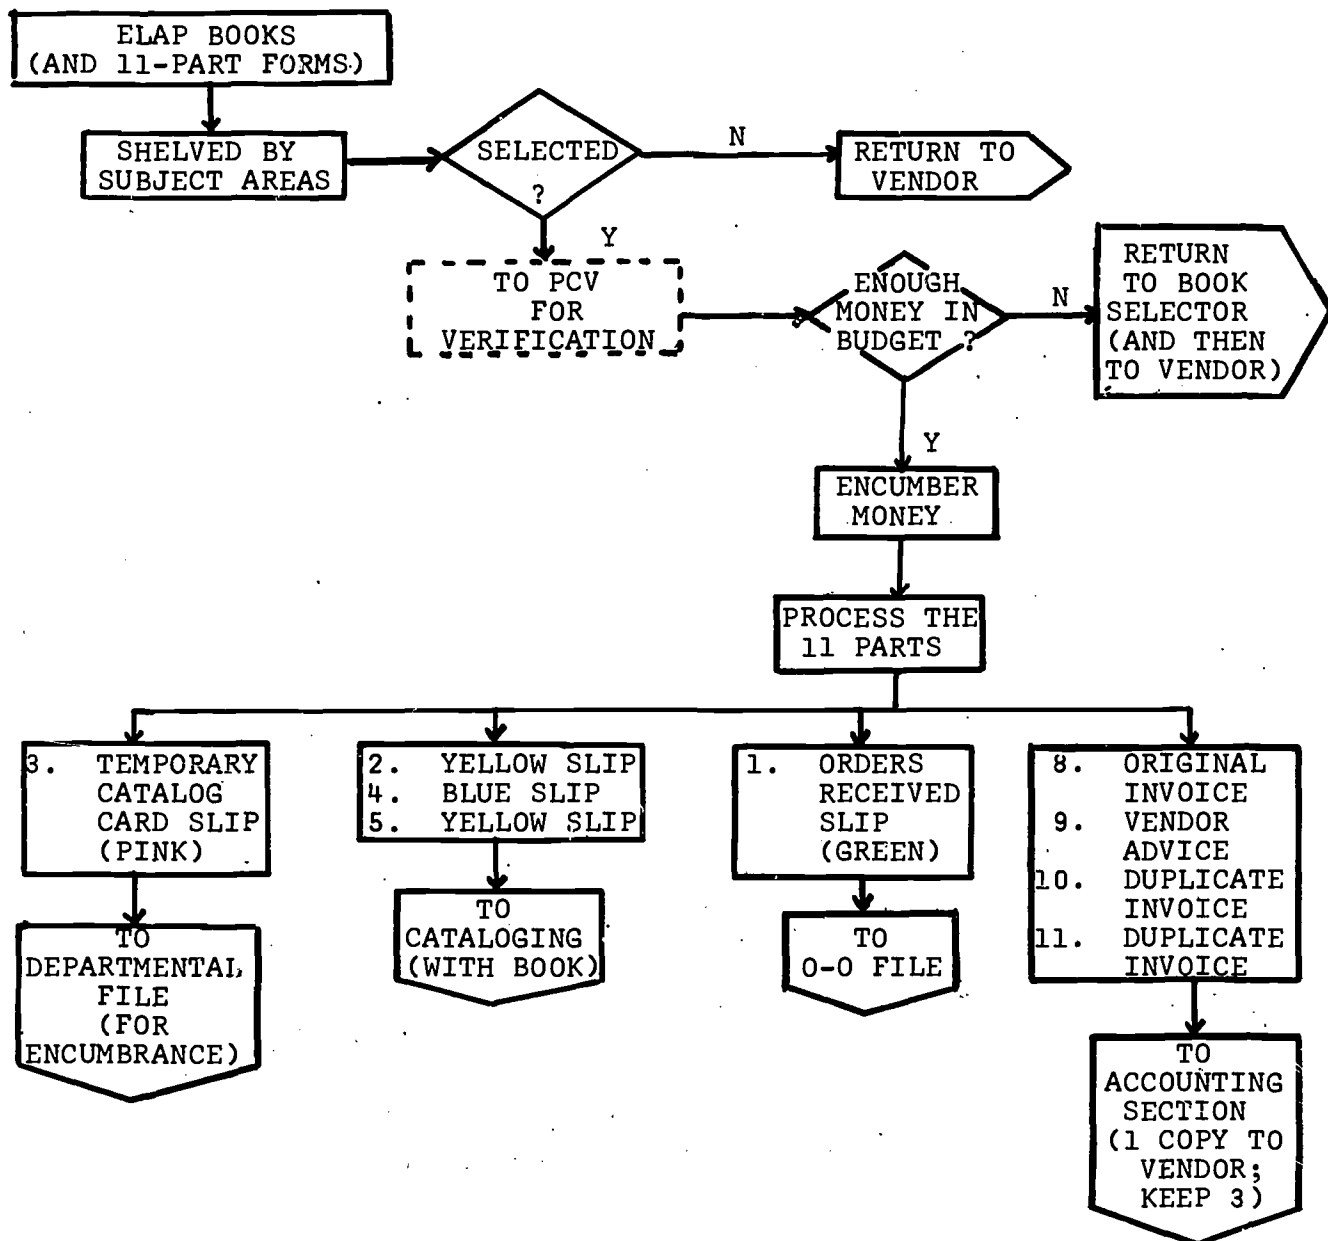 ELAP BOOKS
(AND 11-PART FORMS)
SHELVED BY
SUBJECT AREAS
SELECTED
?
N
RETURN TO
VENDOR
Y
TO PCV
FOR
VERIFICATION
ENOUGH
MONEY IN
BUDGET ?
N
RETURN
TO BOOK
SELECTOR
(AND THEN
TO VENDOR)
Y
ENCUMBER
MONEY
PROCESS THE
11 PARTS
3. TEMPORARY
CATALOG
CARD SLIP
(PINK)
TO
DEPARTMENTAL
FILE
(FOR
ENCUMBRANCE)
2. YELLOW SLIP
4. BLUE SLIP
5. YELLOW SLIP
TO
CATALOGING
(WITH BOOK)
1. ORDERS
RECEIVED
SLIP
(GREEN)
TO
O-O FILE
8. ORIGINAL
INVOICE
9. VENDOR
ADVICE
10. DUPLICATE
INVOICE
11. DUPLICATE
INVOICE
TO
ACCOUNTING
SECTION
(1 COPY TO
VENDOR;
KEEP 3)